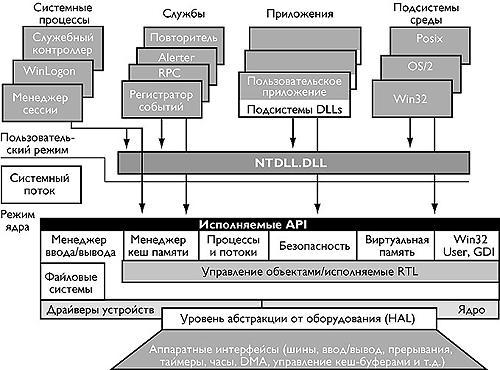 Системные
процессы
Службы
Приложения
Подсистемы
среды
Служебный
контроллер
WinLogon
Менеджер
сессии
Повторитель
Alerter
RPC
Регистратор
событий
Пользовательское
приложение
Подсистемы DLLs
Posix
OS/2
Win32
Пользователь-
ский режим
NTDLL.DLL
Системный
поток
Режим
ядра
Исполняемые API
Менеджер
ввода/вывода
Менеджер
кеш памяти
Процессы
и потоки
Безопасность
Виртуальная
память
Win32
User, GDI
Файловые
системы
Управление объектами/исполняемые RTL
Драйверы устройств
Ядро
Уровень абстракции от оборудования (HAL)
Аппаратные интерфейсы (шины, ввод/вывод, прерывания,
таймеры, часы, DMA, управление кеш-буферами и т.д.)